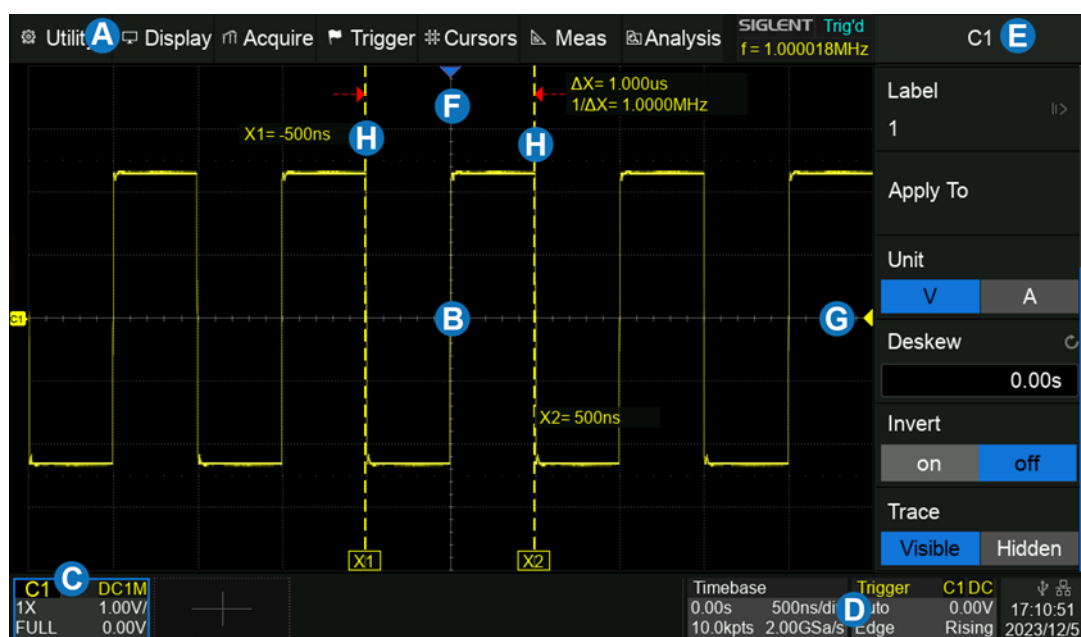 Utility A Display Acquire Trigger Cursors Meas Analysis
SIGLENT Trig'd
f = 1.000018MHz
C1 E
ΔX= 1.000us
1/ΔX= 1.0000MHz
F
X1= -500ns H H
Label
1
Apply To
Unit
V A
C1 B G
Deskew
0.00s
X2= 500ns
Invert
on off
Trace
Visible Hidden
X1 X2
C1 C DC1M
1X 1.00V/
FULL 0.00V
Timebase
0.00s 500ns/div
10.0kpts 2.00GSa/s
D
Trigger C1 DC
Auto 0.00V
Edge Rising
17:10:51
2023/12/5